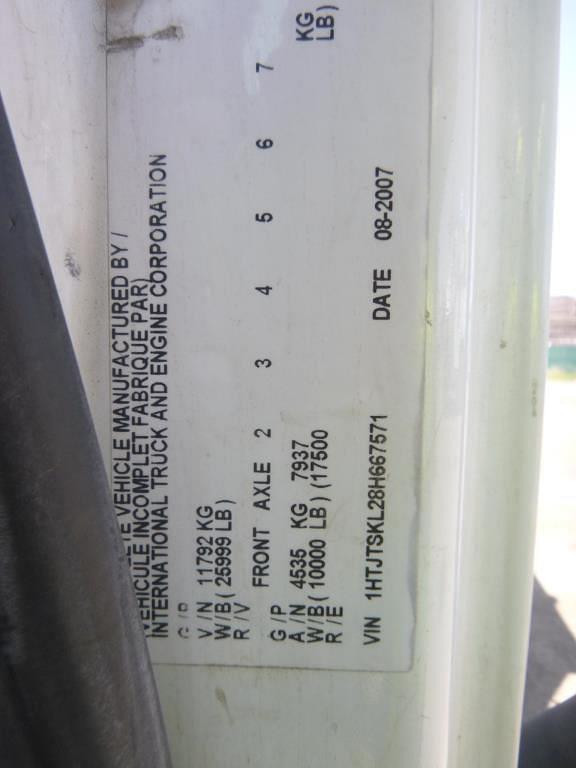 VEHICLE MANUFACTURED BY /
VEHICULE INCOMPLET FABRIQUE PAR)
INTERNATIONAL TRUCK AND ENGINE CORPORATION
G /P
V /N 11792 KG
W/B( 25999 LB)
R /V
FRONT AXLE 2 3 4 5 6 7
G /P
A /N 4535 KG 7937 KG
W/B( 10000 LB) (17500 LB)
R /E
VIN 1HTJTSKL28H667571 DATE 08-2007